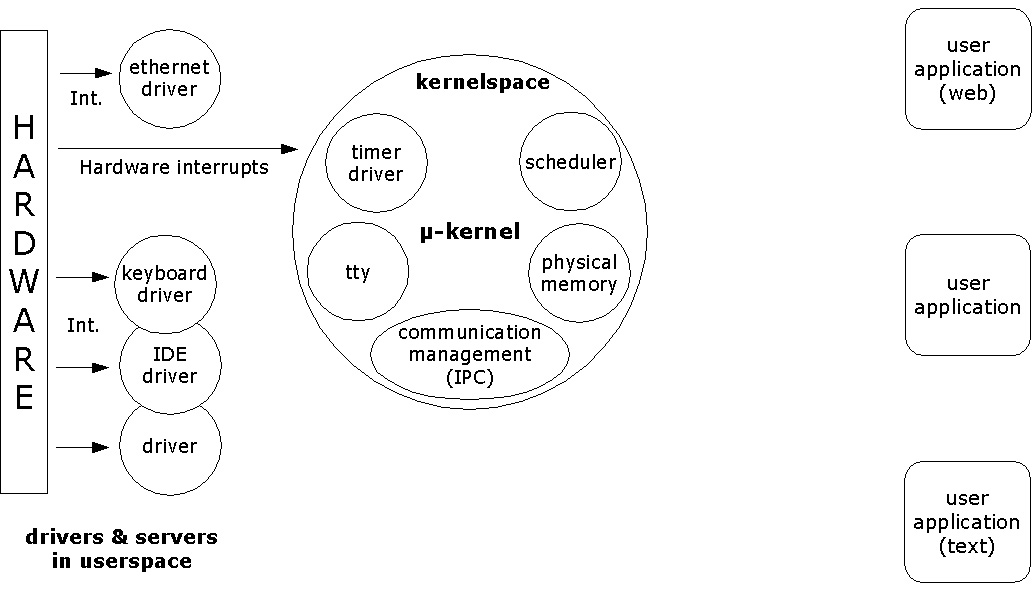 HARDWARE
ethernet
driver
Int.
Hardware interrupts
keyboard
driver
Int.
IDE
driver
driver
drivers & servers
in userspace
kernelspace
timer
driver
scheduler
µ-kernel
tty
physical
memory
communication
management
(IPC)
user
application
(web)
user
application
user
application
(text)